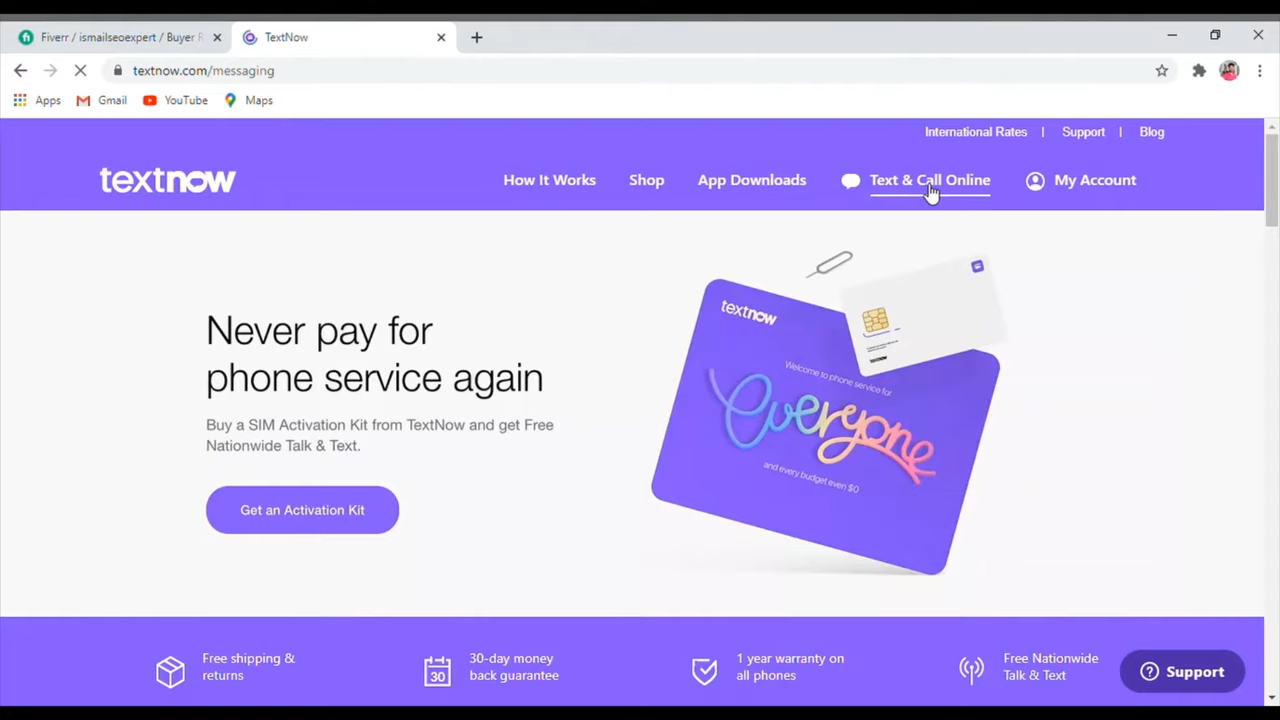 Fiverr / ismailseoexpert / Buyer R
TextNow
textnow.com/messaging
Apps
Gmail
YouTube
Maps
International Rates | Support | Blog
textnow
How It Works
Shop
App Downloads
Text & Call Online
My Account
Never pay for
phone service again
Buy a SIM Activation Kit from TextNow and get Free
Nationwide Talk & Text.
Get an Activation Kit
textnow
Welcome to phone service for
everyone
and every budget even $0
Free shipping &
returns
30
30-day money
back guarantee
1 year warranty on
all phones
Free Nationwide
Talk & Text
Support